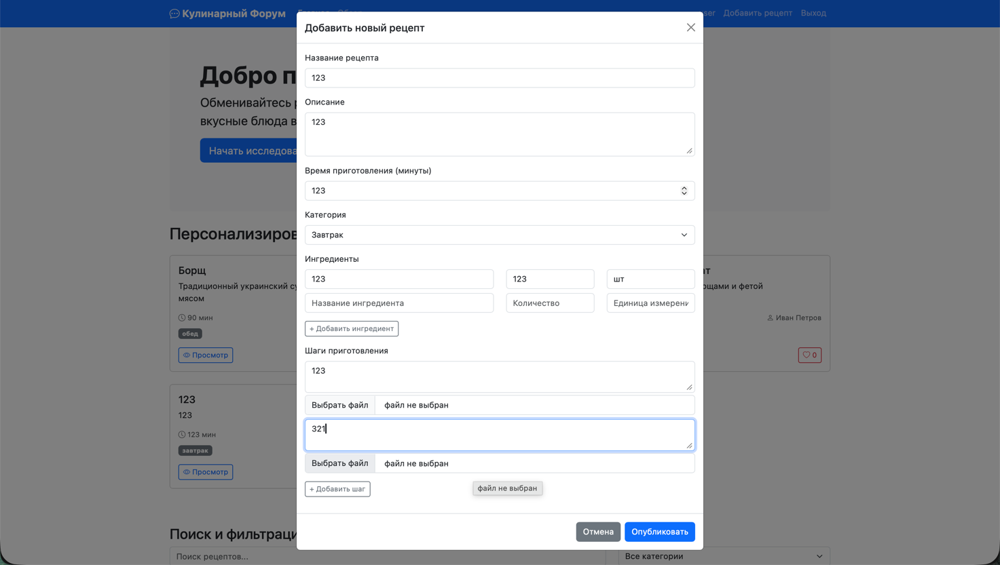 Кулинарный Форум
Добавить рецепт
Выход
Добавить новый рецепт
Название рецепта
123
Описание
123
Время приготовления (минуты)
123
Категория
Завтрак
Ингредиенты
123 123 шт
Название ингредиента Количество Единица измерени
+ Добавить ингредиент
Шаги приготовления
123
Выбрать файл файл не выбран
321
Выбрать файл файл не выбран
+ Добавить шаг
файл не выбран
Отмена Опубликовать
Добро п
Обменивайтесь
вкусные блюда в
Начать исследова
Персонализиров
Борщ
Традиционный украинский су
мясом
90 мин
обед
Просмотр
ощами и фетой
Иван Петров
0
123
123
123 мин
завтрак
Просмотр
Поиск и фильтраци
Поиск рецептов...
Все категории